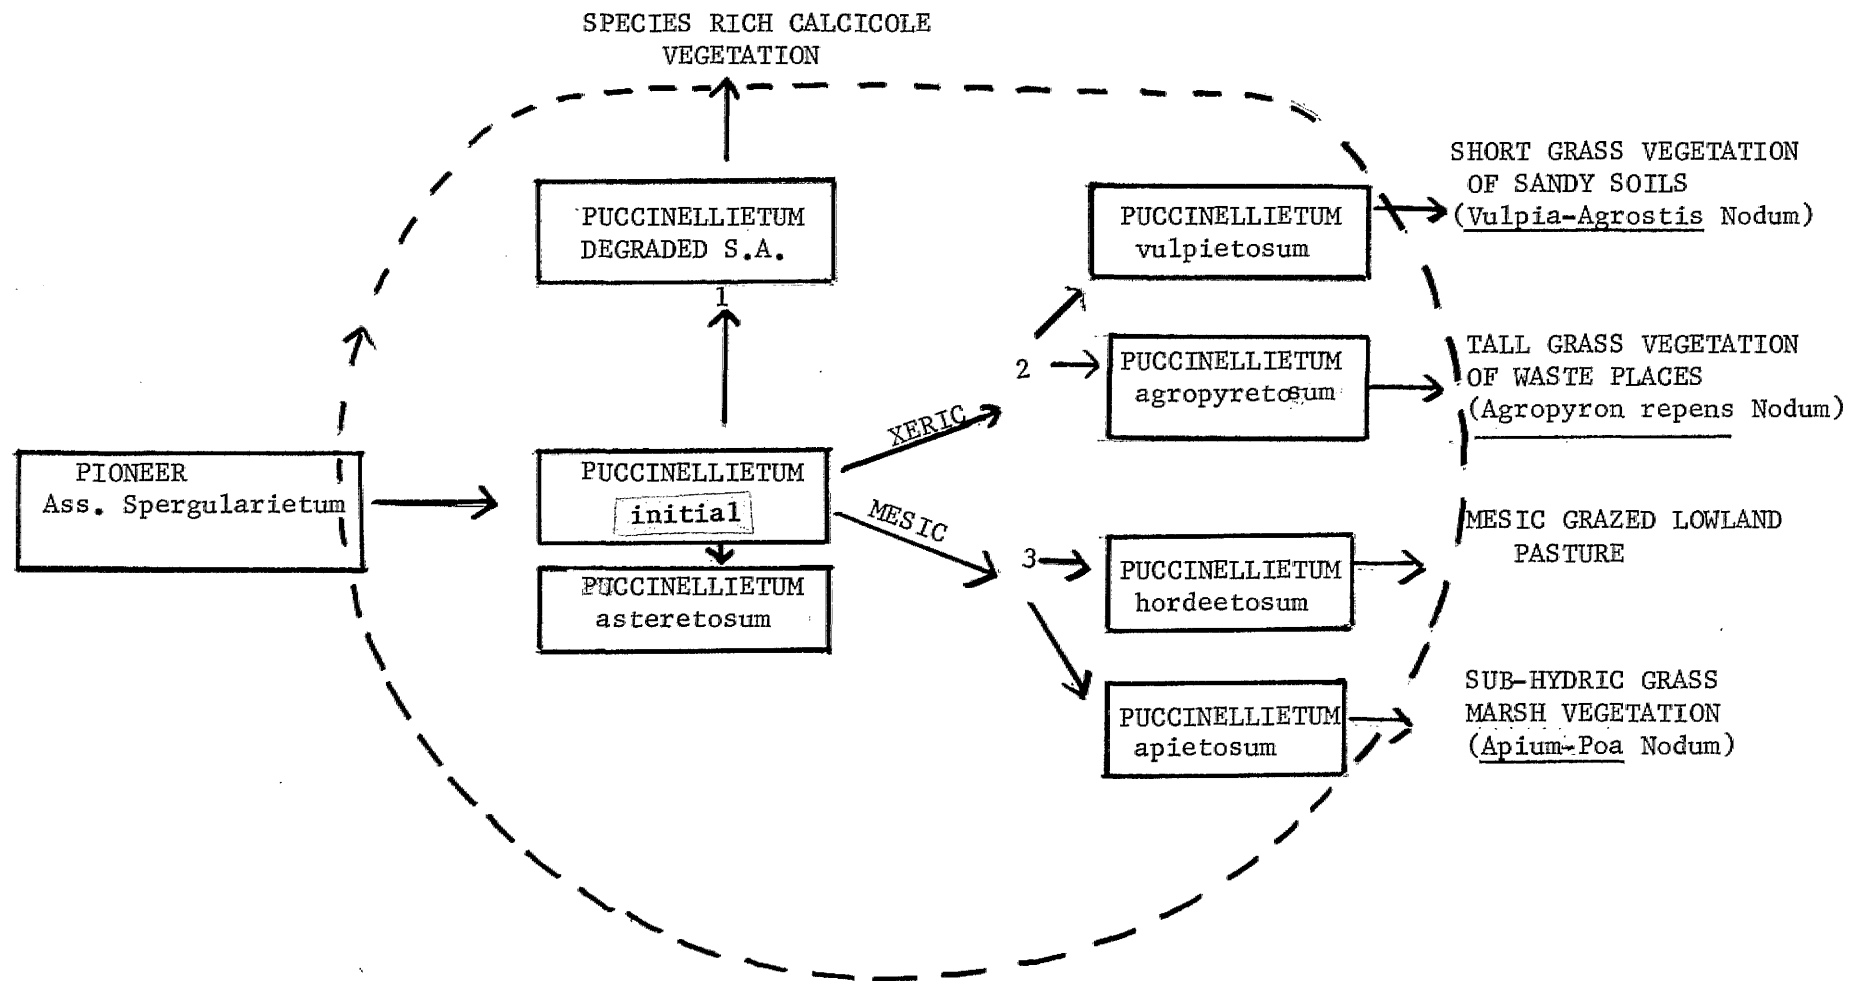 SPECIES RICH CALCICOLE
VEGETATION
PUCCINELLIETUM
DEGRADED S.A.
1
PIONEER
Ass. Spergularietum
PUCCINELLIETUM
initial
PUCCINELLIETUM
asteretosum
XERIC
MESIC
2
3
PUCCINELLIETUM
vulpietosum
PUCCINELLIETUM
agropyretosum
PUCCINELLIETUM
hordeetosum
PUCCINELLIETUM
apietosum
SHORT GRASS VEGETATION
OF SANDY SOILS
(Vulpia-Agrostis Nodum)
TALL GRASS VEGETATION
OF WASTE PLACES
(Agropyron repens Nodum)
MESIC GRAZED LOWLAND
PASTURE
SUB-HYDRIC GRASS
MARSH VEGETATION
(Apium-Poa Nodum)